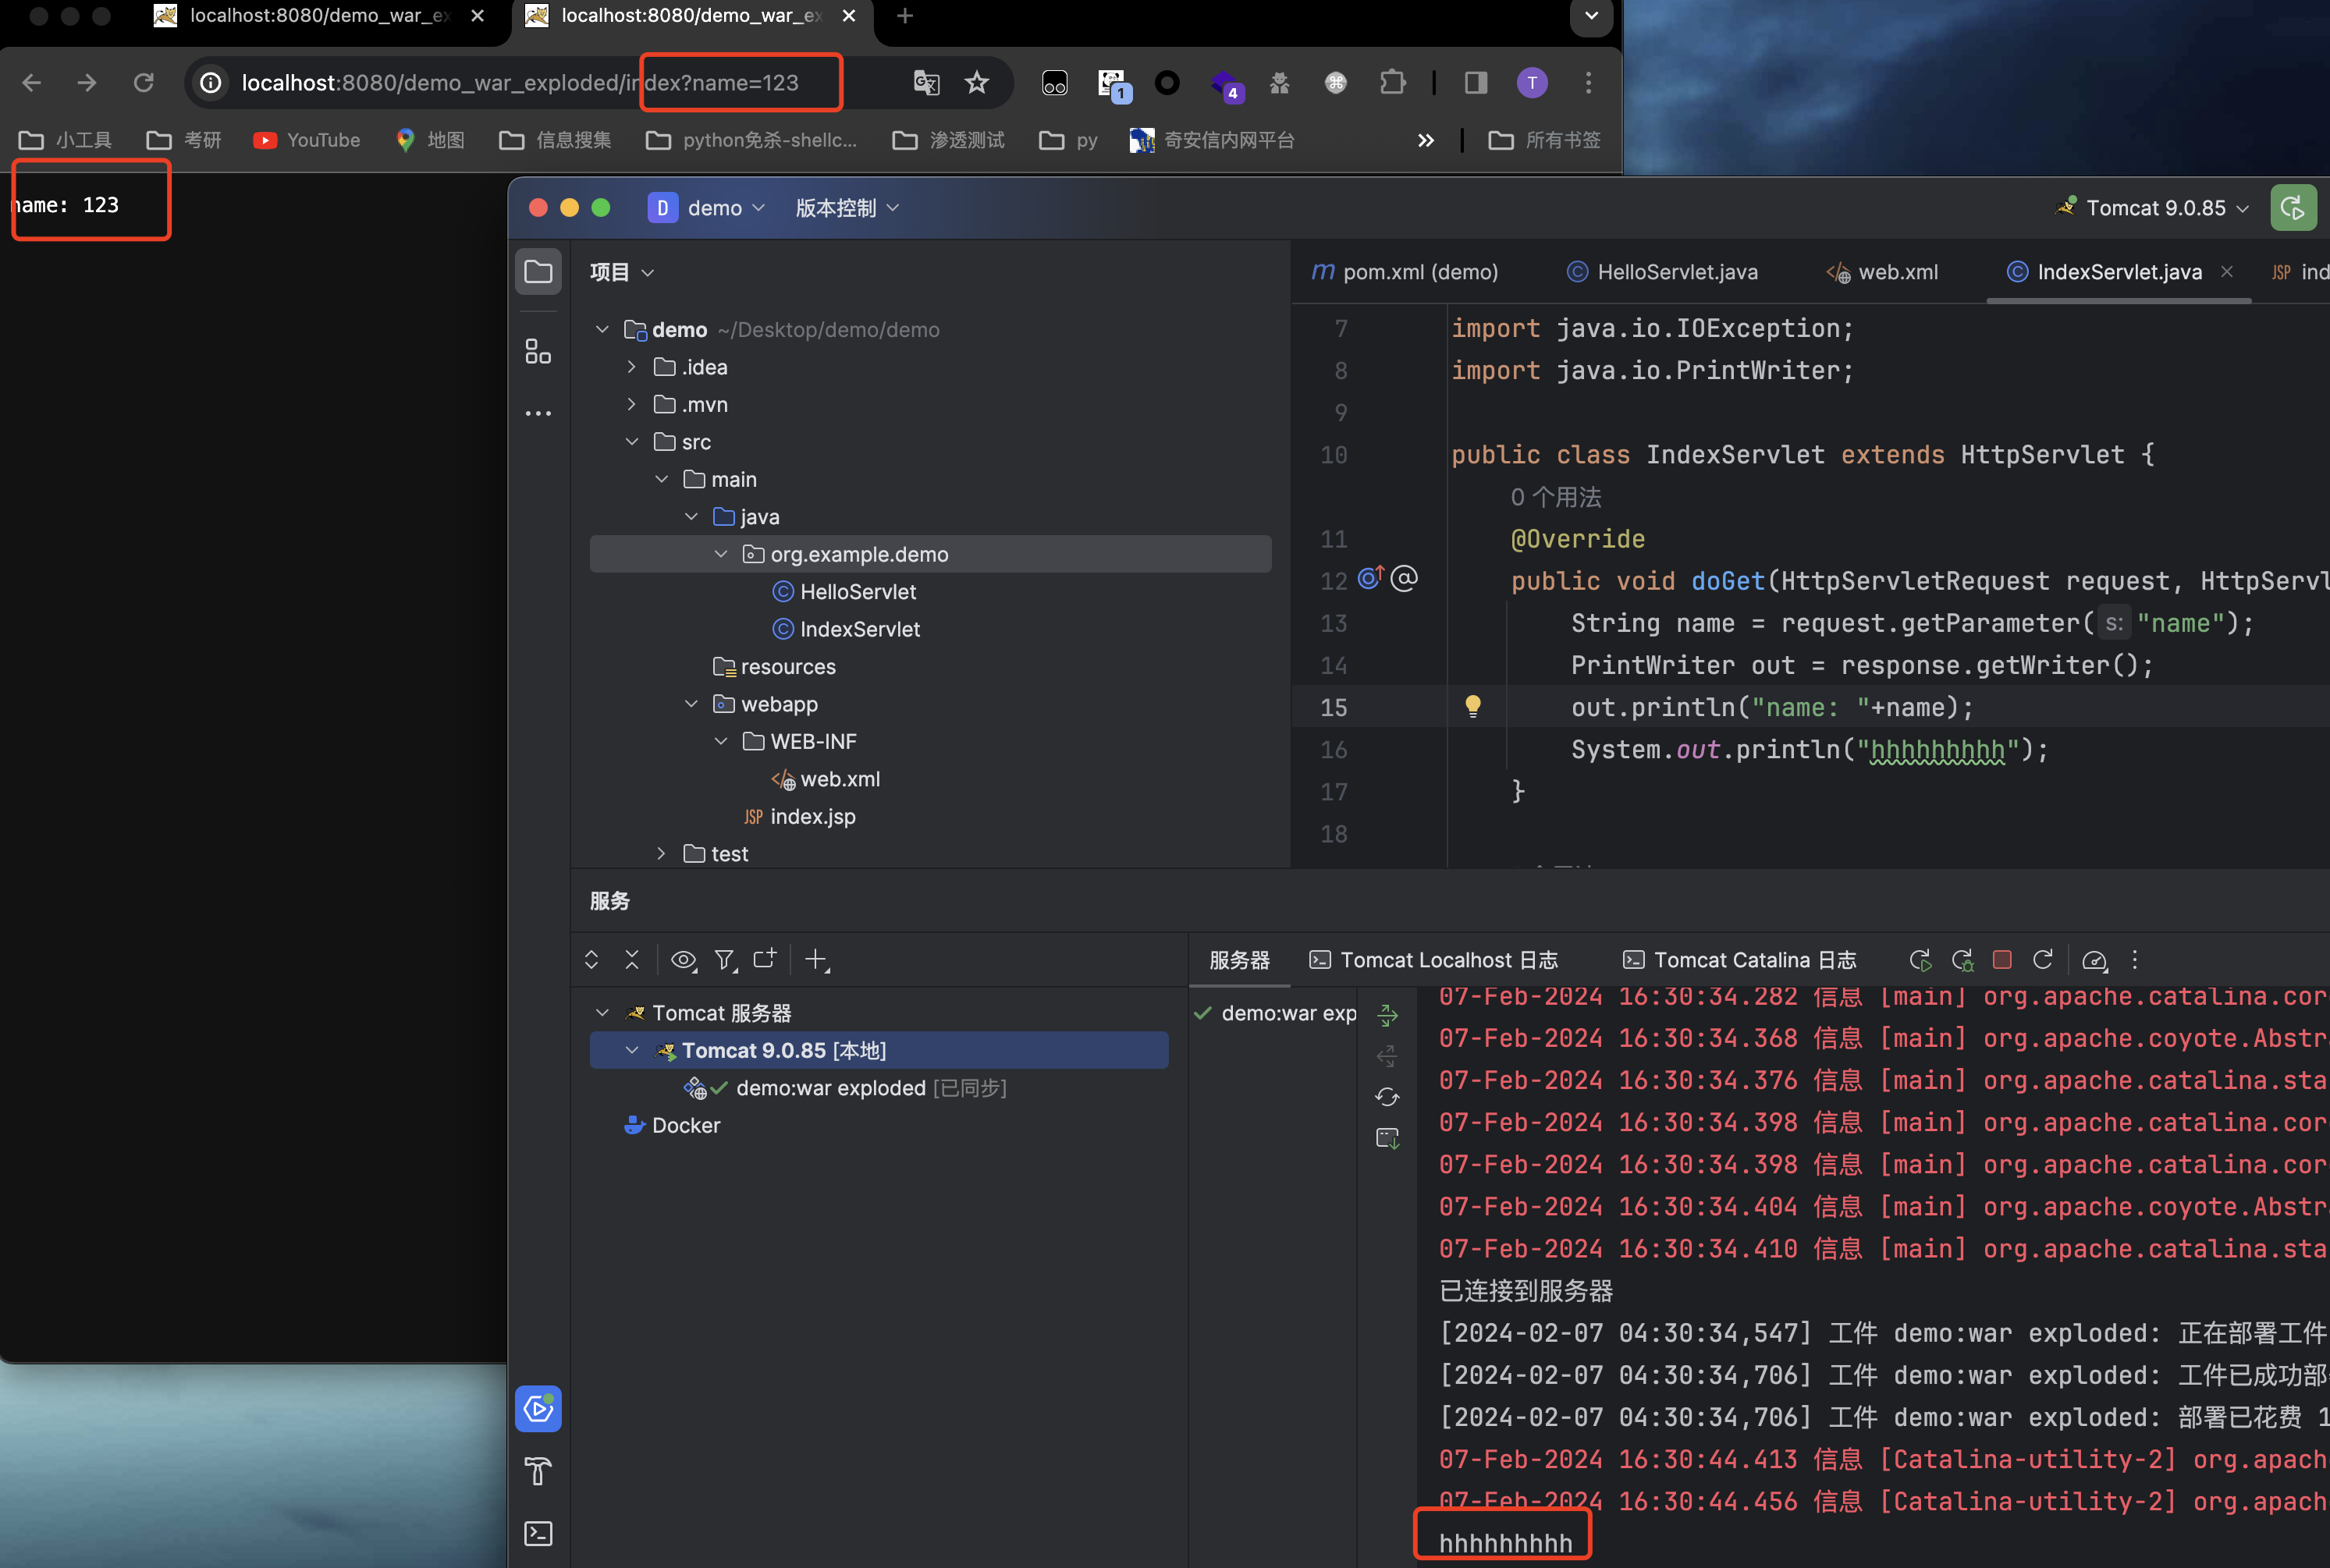 localhost:8080/demo_war_ex
localhost:8080/demo_war_ex
localhost:8080/demo_war_exploded/index?name=123
1
4
T
小工具
考研
YouTube
地图
信息搜集
python免杀-shellc...
渗透测试
py
奇安信内网平台
所有书签
name: 123
D demo
版本控制
Tomcat 9.0.85
项目
demo ~/Desktop/demo/demo
.idea
.mvn
src
main
java
org.example.demo
HelloServlet
IndexServlet
resources
webapp
WEB-INF
web.xml
JSP index.jsp
test
m pom.xml (demo)
HelloServlet.java
web.xml
IndexServlet.java
JSP ind
7 import java.io.IOException;
8 import java.io.PrintWriter;
9
10 public class IndexServlet extends HttpServlet {
0 个用法
11 @Override
12 public void doGet(HttpServletRequest request, HttpServl
13 String name = request.getParameter( s: "name");
14 PrintWriter out = response.getWriter();
15 out.println("name: "+name);
16 System.out.println("hhhhhhhhh");
17 }
18
服务
Tomcat 服务器
Tomcat 9.0.85 [本地]
demo:war exploded [已同步]
Docker
服务器
Tomcat Localhost 日志
Tomcat Catalina 日志
demo:war exp
07-Feb-2024 16:30:34.282 信息 [main] org.apache.catalina.cor
07-Feb-2024 16:30:34.368 信息 [main] org.apache.coyote.Abstr
07-Feb-2024 16:30:34.376 信息 [main] org.apache.catalina.sta
07-Feb-2024 16:30:34.398 信息 [main] org.apache.catalina.cor
07-Feb-2024 16:30:34.398 信息 [main] org.apache.catalina.cor
07-Feb-2024 16:30:34.404 信息 [main] org.apache.coyote.Abstr
07-Feb-2024 16:30:34.410 信息 [main] org.apache.catalina.sta
已连接到服务器
[2024-02-07 04:30:34,547] 工件 demo:war exploded: 正在部署工件
[2024-02-07 04:30:34,706] 工件 demo:war exploded: 工件已成功部
[2024-02-07 04:30:34,706] 工件 demo:war exploded: 部署已花费 1
07-Feb-2024 16:30:44.413 信息 [Catalina-utility-2] org.apach
07-Feb-2024 16:30:44.456 信息 [Catalina-utility-2] org.apach
hhhhhhhhh